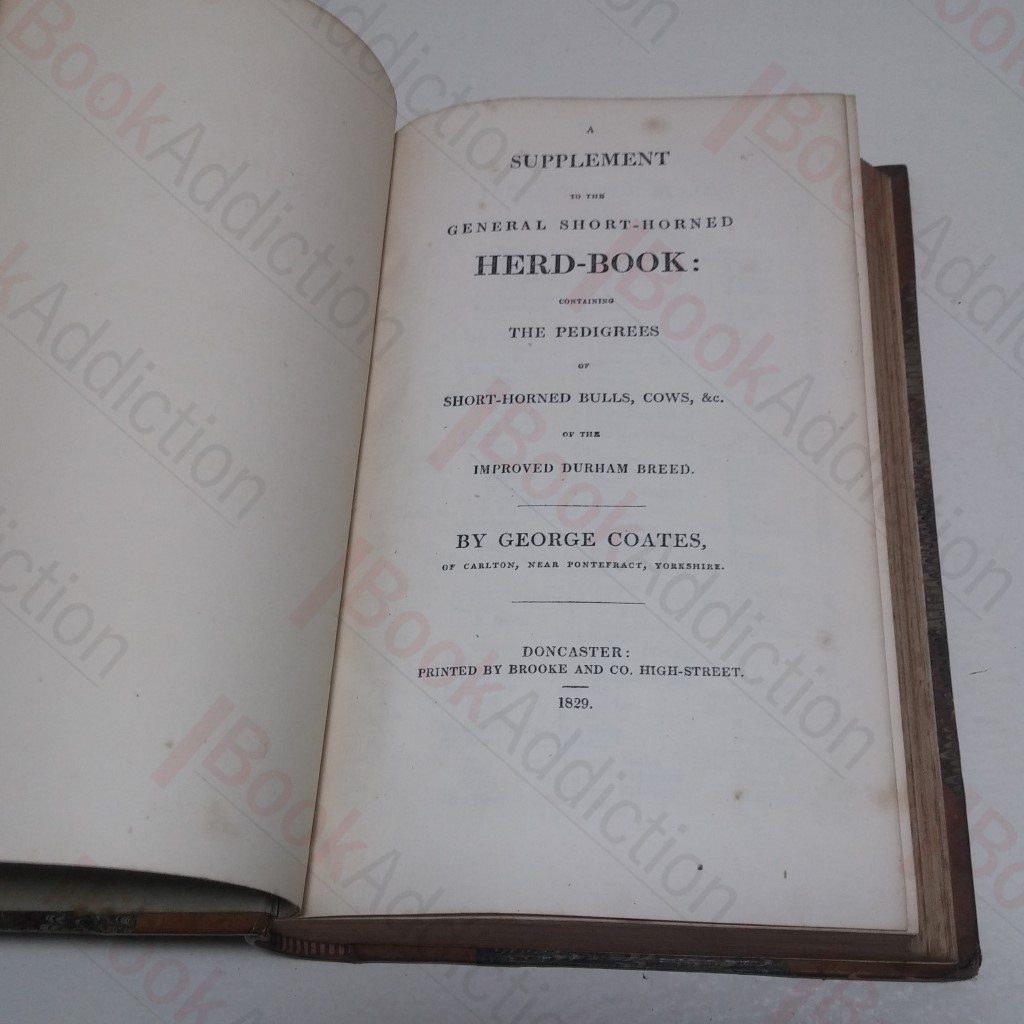 A
SUPPLEMENT
TO THE
GENERAL SHORT-HORNED
HERD-BOOK:
CONTAINING
THE PEDIGREES
OF
SHORT-HORNED BULLS, COWS, &c.
OF THE
IMPROVED DURHAM BREED.
BY GEORGE COATES,
OF CARLTON, NEAR PONTEFRACT, YORKSHIRE.
DONCASTER:
PRINTED BY BROOKE AND CO. HIGH-STREET.
1829.
BookAddiction